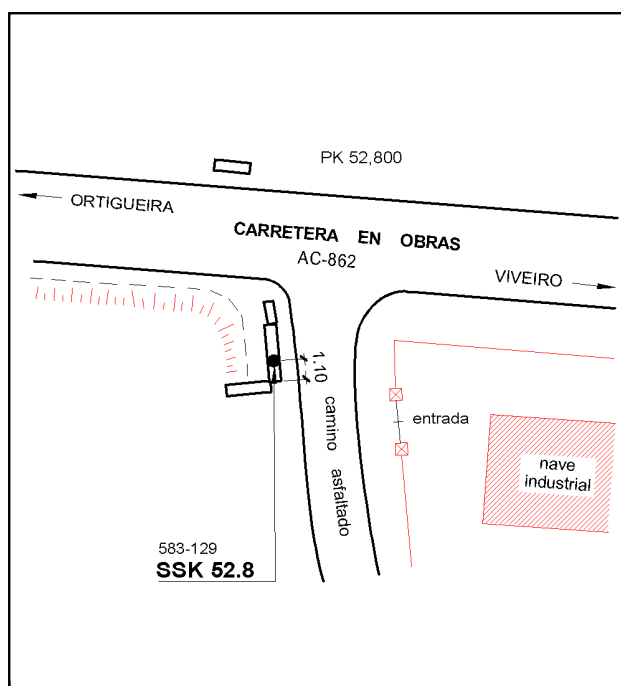 PK 52,800
ORTIGUEIRA
CARRETERA EN OBRAS
AC-862
VIVEIRO
1.10
camino asfaltado
entrada
nave
industrial
583-129
SSK 52.8